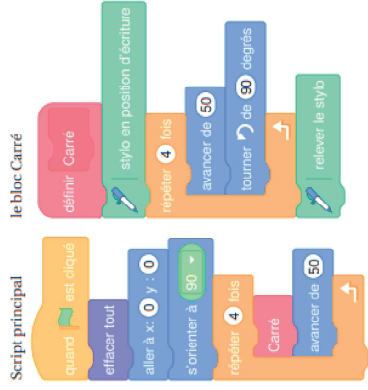 Script principal
quand est cliqué
effacer tout
aller à x: 0 y: 0
s'orienter à 90
répéter 4 fois
Carré
avancer de 50
le bloc Carré
définir Carré
stylo en position d'écriture
répéter 4 fois
avancer de 50
tourner de 90 degrés
relever le stylo